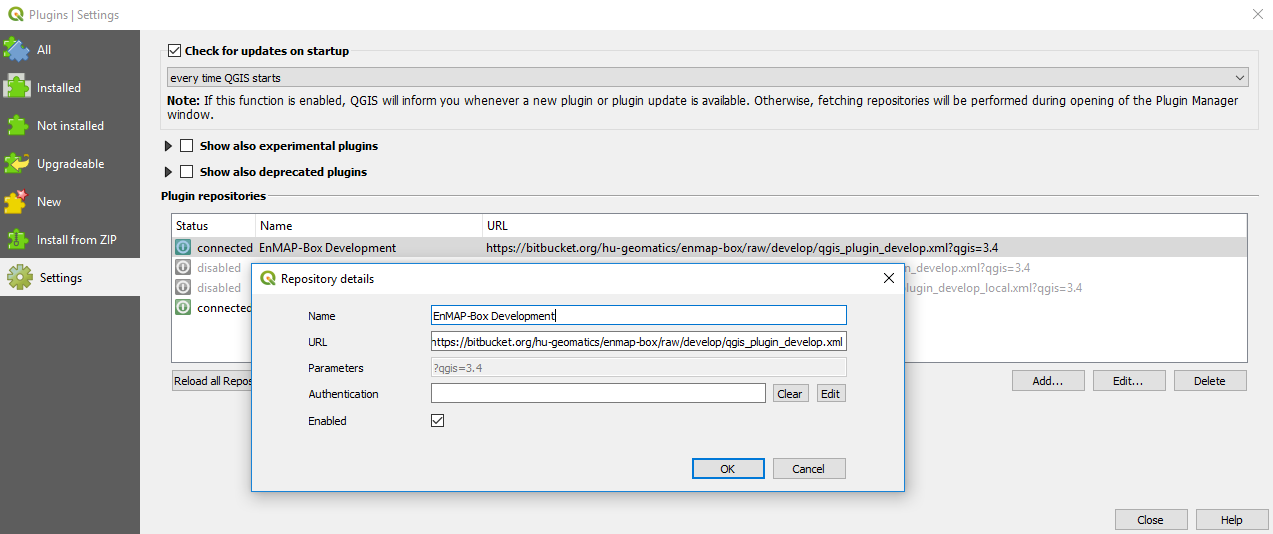 Plugins | Settings
All
Installed
Not installed
Upgradeable
New
Install from ZIP
Settings
Check for updates on startup
every time QGIS starts
Note: If this function is enabled, QGIS will inform you whenever a new plugin or plugin update is available. Otherwise, fetching repositories will be performed during opening of the Plugin Manager
window.
Show also experimental plugins
Show also deprecated plugins
Plugin repositories
Status Name URL
connected EnMAP-Box Development https://bitbucket.org/hu-geomatics/enmap-box/raw/develop/qgis_plugin_develop.xml?qgis=3.4
disabled n_develop.xml?qgis=3.4
disabled lugin_develop_local.xml?qgis=3.4
connected
Repository details
Name EnMAP-Box Development
URL https://bitbucket.org/hu-geomatics/enmap-box/raw/develop/qgis_plugin_develop.xml
Parameters ?qgis=3.4
Authentication Clear Edit
Enabled
OK Cancel
Reload all Repos Add... Edit... Delete
Close Help